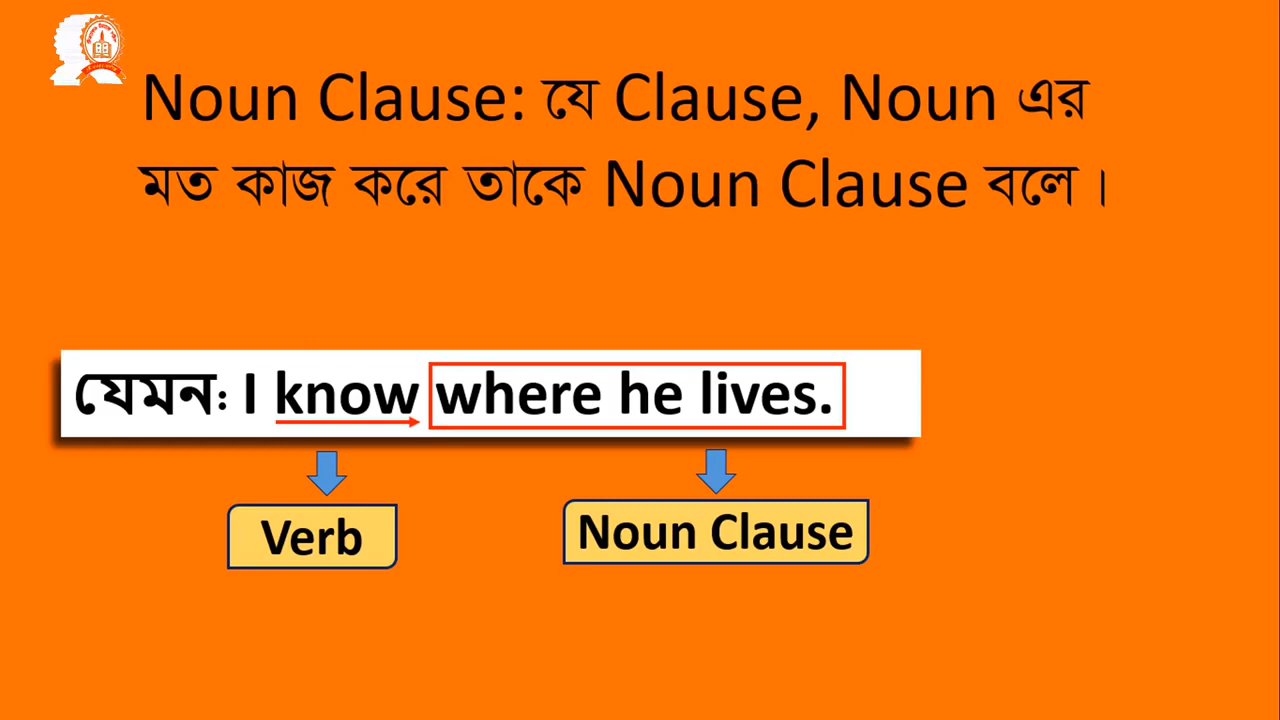 Noun Clause: যে Clause, Noun এর
মত কাজ করে তাকে Noun Clause বলে।
যেমনঃ I know where he lives.
Verb
Noun Clause